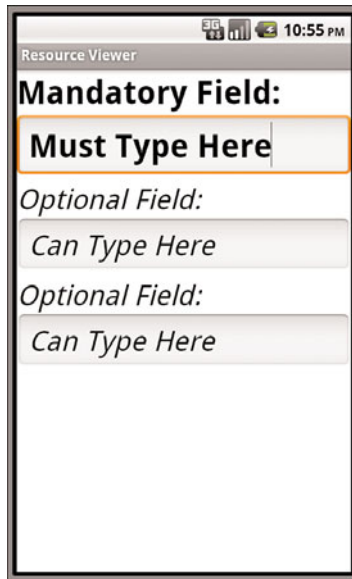 3G 10:55 PM
Resource Viewer
Mandatory Field:
Must Type Here
Optional Field:
Can Type Here
Optional Field:
Can Type Here